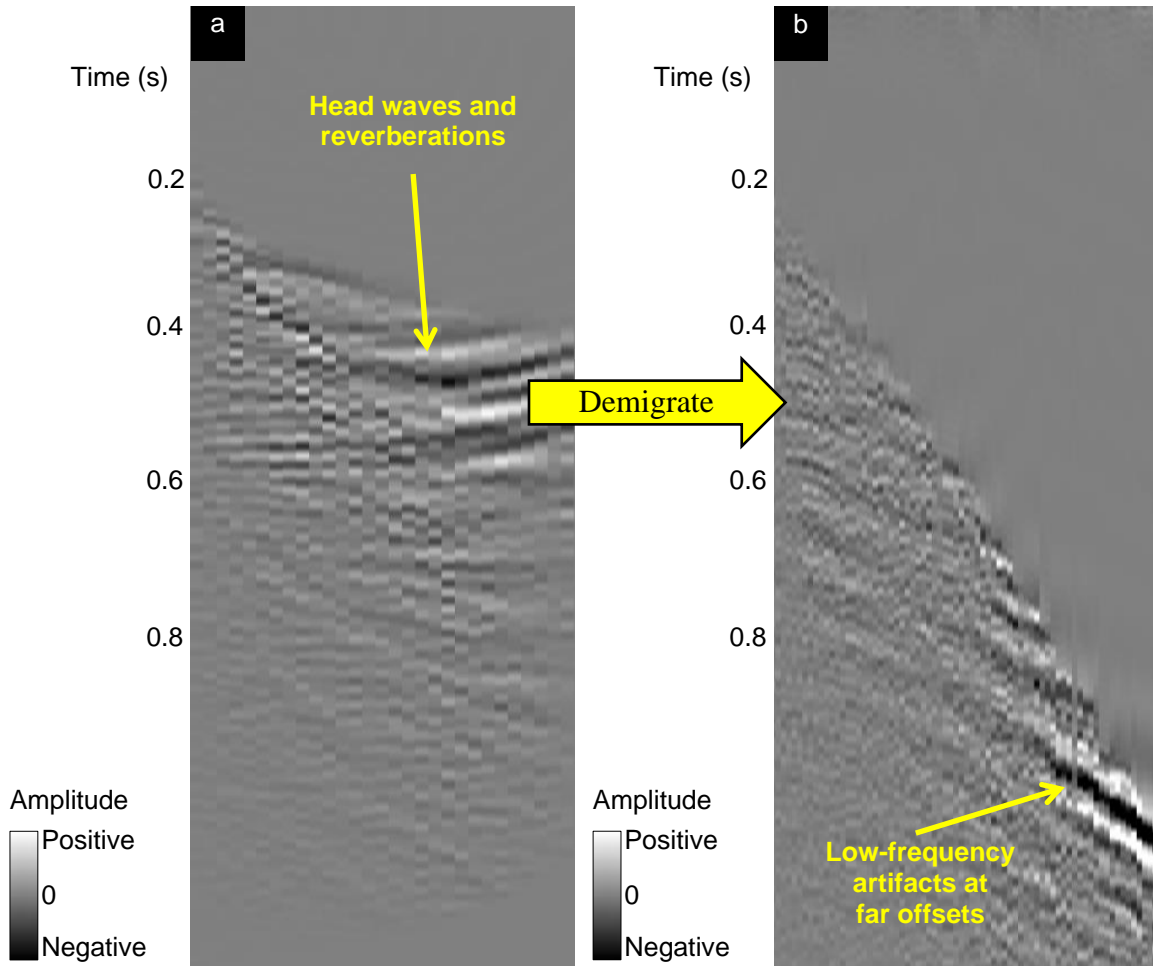 a
Time (s)
Head waves and
reverberations
0.2
0.4
0.6
0.8
Amplitude
Positive
0
Negative
Demigrate
b
Time (s)
0.2
0.4
0.6
0.8
Low-frequency
artifacts at
far offsets
Amplitude
Positive
0
Negative